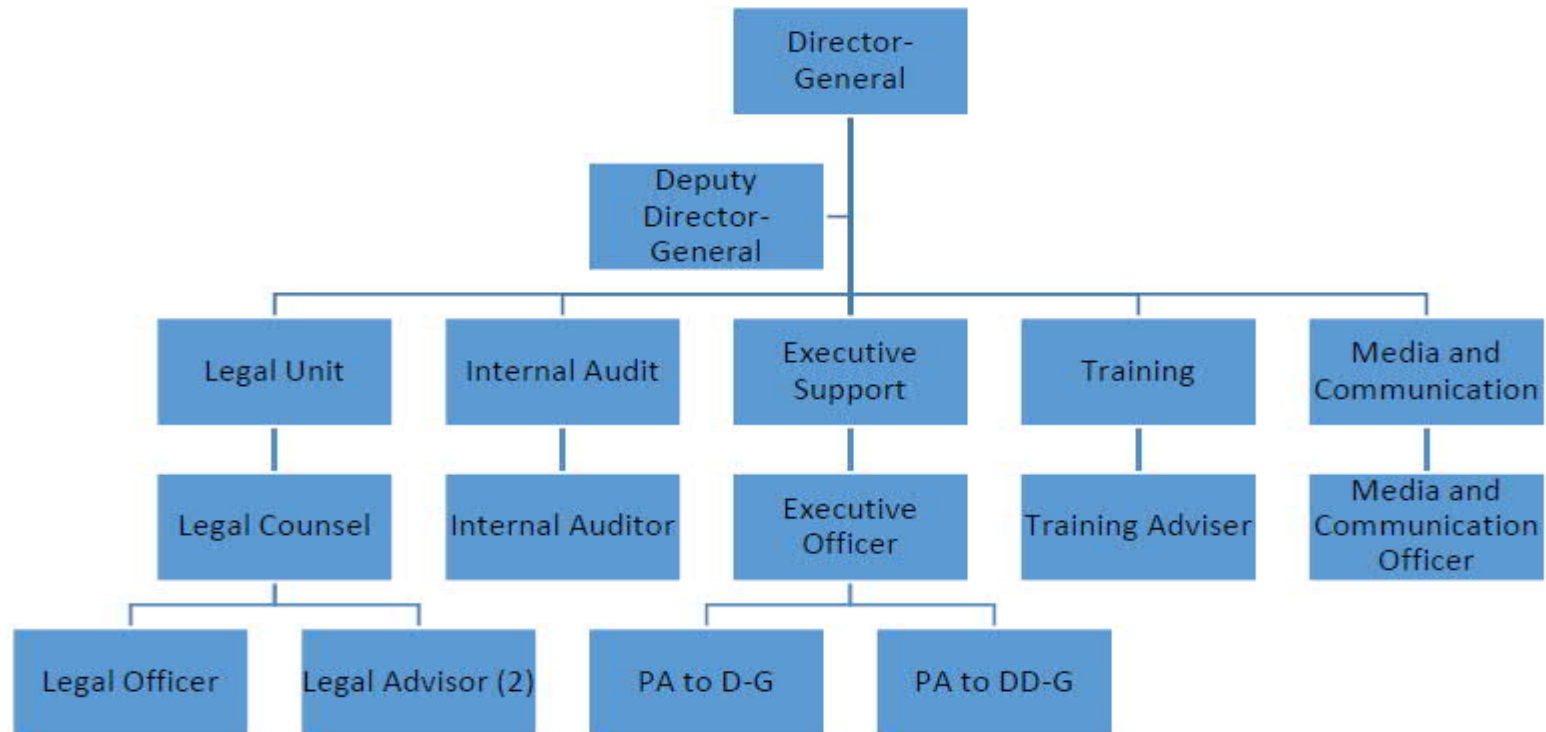 Director-
General
Deputy
Director-
General
Legal Unit
Internal Audit
Executive
Support
Training
Media and
Communication
Legal Counsel
Internal Auditor
Executive
Officer
Training Adviser
Media and
Communication
Officer
Legal Officer
Legal Advisor (2)
PA to D-G
PA to DD-G